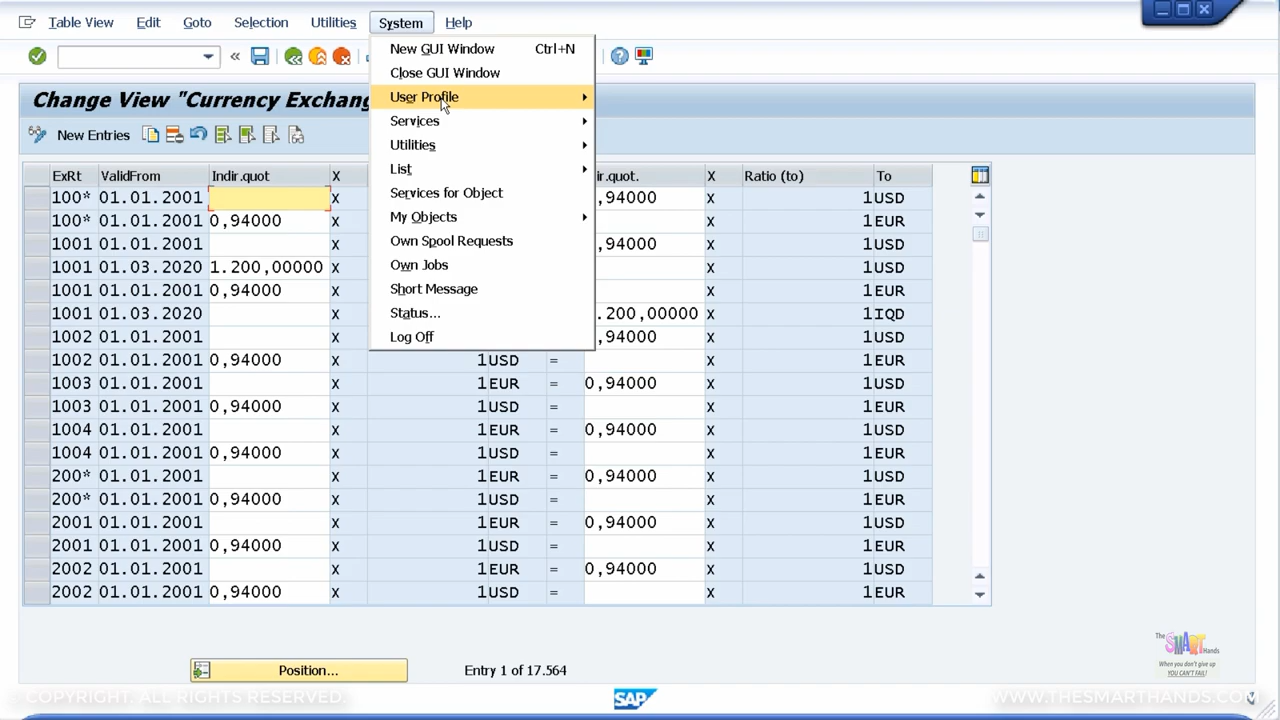 Table View Edit Goto Selection Utilities System Help
New GUI Window Ctrl+N
Close GUI Window
User Profile
Services
Utilities
List
Services for Object
My Objects
Own Spool Requests
Own Jobs
Short Message
Status...
Log Off
Change View "Currency Exchang
New Entries
ExRt ValidFrom Indir.quot X ir.quot. X Ratio (to) To
100* 01.01.2001 X ,94000 X 1 USD
100* 01.01.2001 0,94000 X X 1 EUR
1001 01.01.2001 X ,94000 X 1 USD
1001 01.03.2020 1.200,00000 X X 1 USD
1001 01.01.2001 0,94000 X X 1 EUR
1001 01.03.2020 X .200,00000 X 1 IQD
1002 01.01.2001 X ,94000 X 1 USD
1002 01.01.2001 0,94000 X 1 USD = X 1 EUR
1003 01.01.2001 X 1 EUR = 0,94000 X 1 USD
1003 01.01.2001 0,94000 X 1 USD = X 1 EUR
1004 01.01.2001 X 1 EUR = 0,94000 X 1 USD
1004 01.01.2001 0,94000 X 1 USD = X 1 EUR
200* 01.01.2001 X 1 EUR = 0,94000 X 1 USD
200* 01.01.2001 0,94000 X 1 USD = X 1 EUR
2001 01.01.2001 X 1 EUR = 0,94000 X 1 USD
2001 01.01.2001 0,94000 X 1 USD = X 1 EUR
2002 01.01.2001 X 1 EUR = 0,94000 X 1 USD
2002 01.01.2001 0,94000 X 1 USD = X 1 EUR
Position... Entry 1 of 17.564
The SMART Hands
When you don't give up
YOU CAN'T FAIL!
COPYRIGHT. ALL RIGHTS RESERVED. SAP WWW.THESMARTHANDS.COM